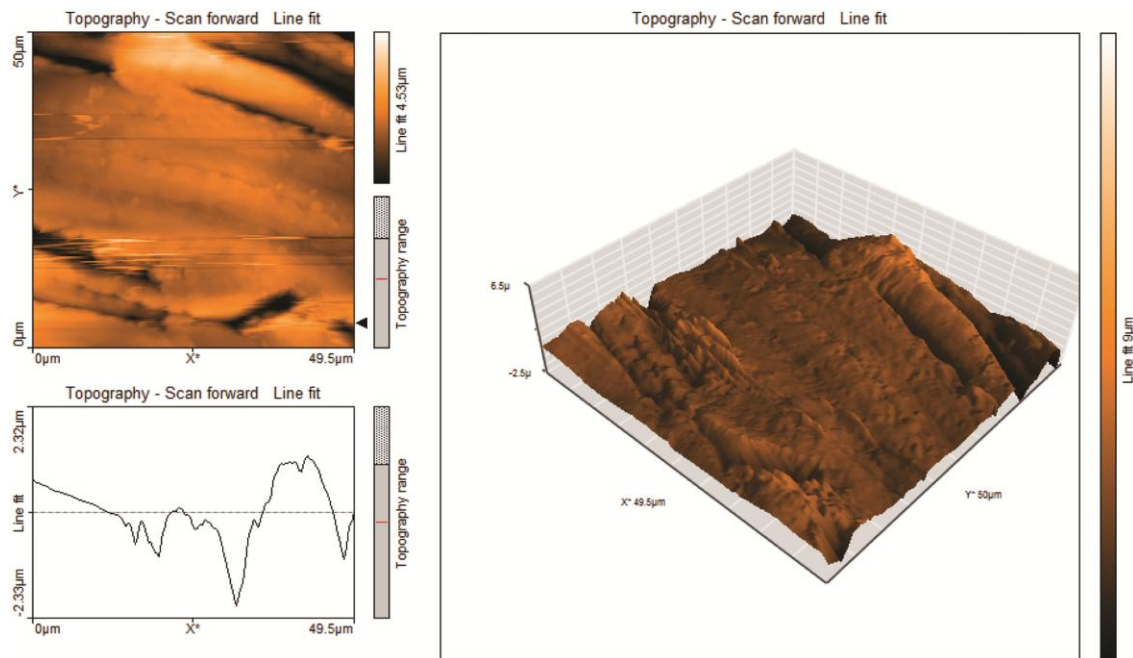 Topography - Scan forward Line fit
50µm
Y*
0µm
0µm X* 49.5µm
Line fit 4.53µm
Topography range
Topography - Scan forward Line fit
2.32µm
Line fit
-2.33µm
0µm X* 49.5µm
Topography range
Topography - Scan forward Line fit
6.5µ
-2.5µ
X* 49.5µm
Y* 50µm
Line fit 9µm